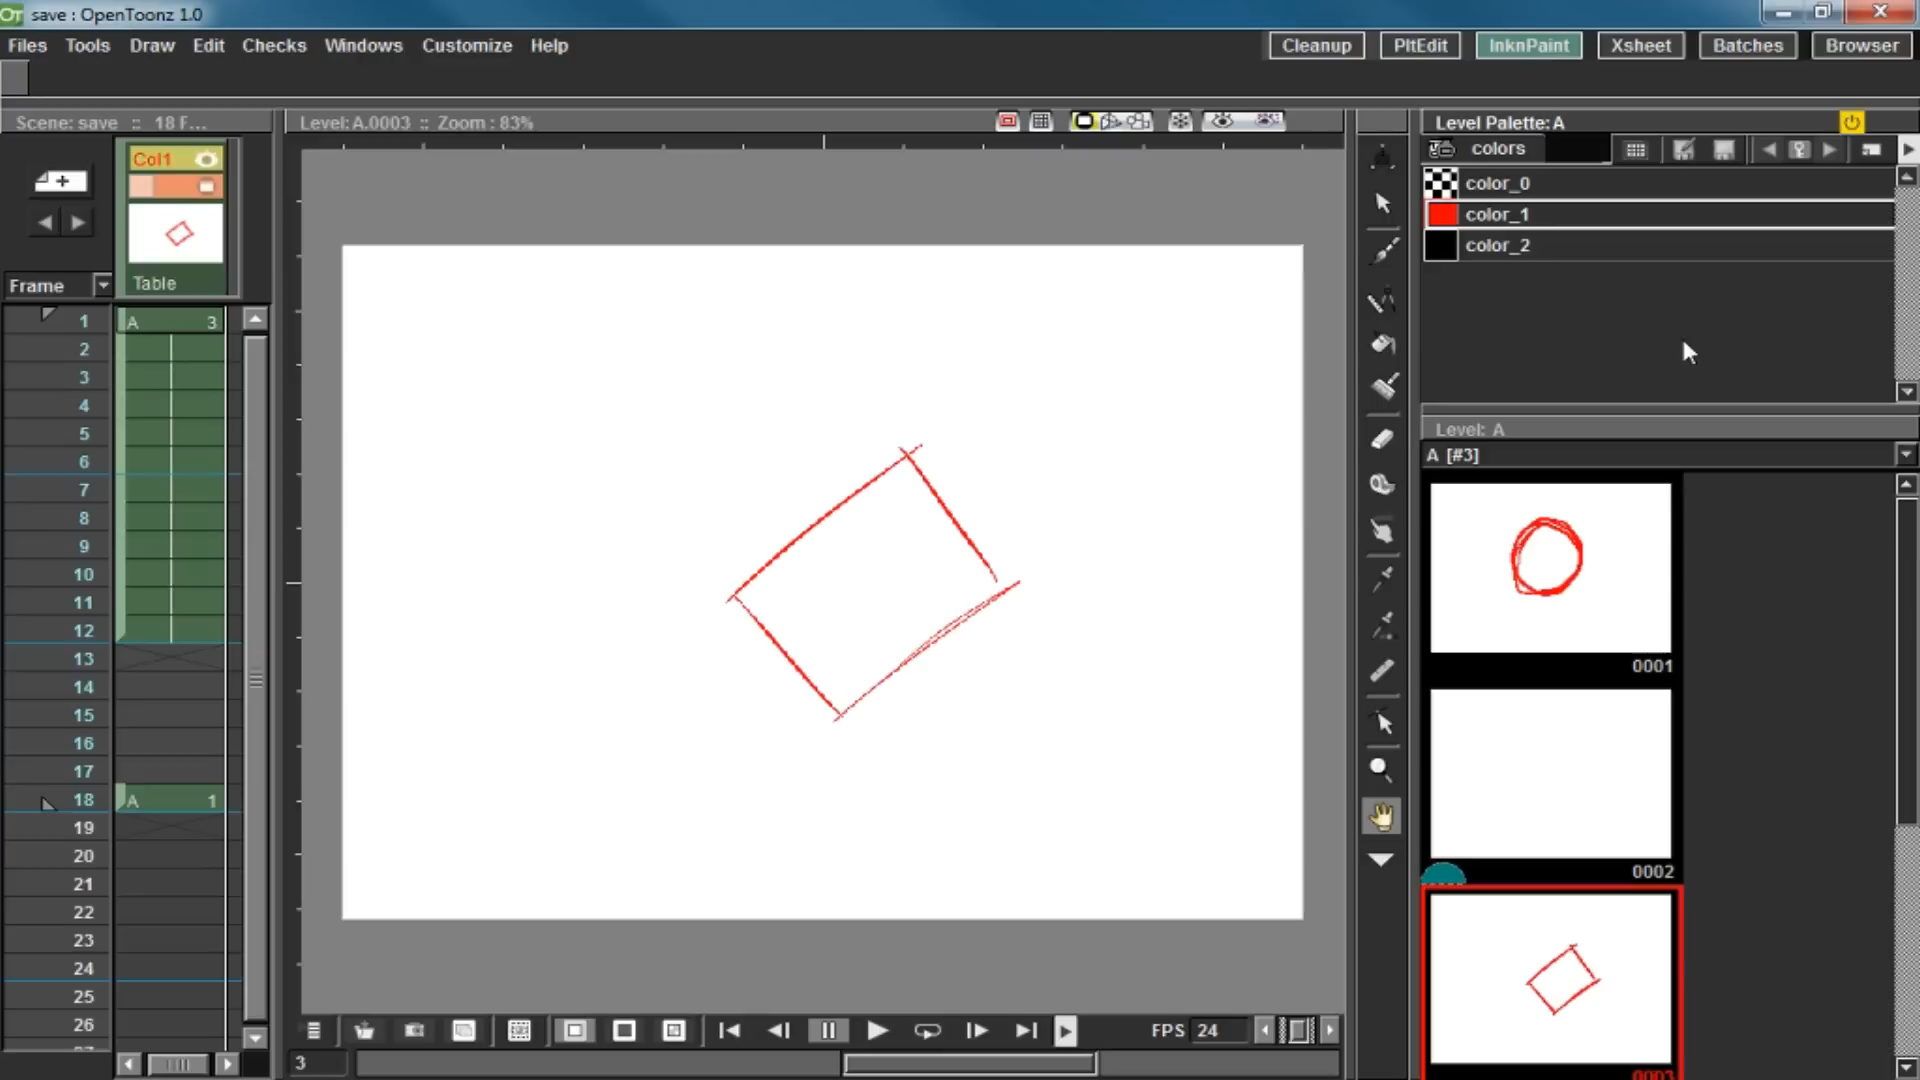 save : OpenToonz 1.0
Files Tools Draw Edit Checks Windows Customize Help
Cleanup PltEdit InknPaint Xsheet Batches Browser
Scene: save :: 18 F...
Level: A.0003 :: Zoom : 83%
Level Palette: A
colors
Col1
color_0
color_1
color_2
Table
Frame
1 A 3
2
3
4
5
6
7
8
9
10
11
12
13
14
15
16
17
18 A 1
19
20
21
22
23
24
25
26
Level: A
A [#3]
0001
0002
0003
FPS 24
3